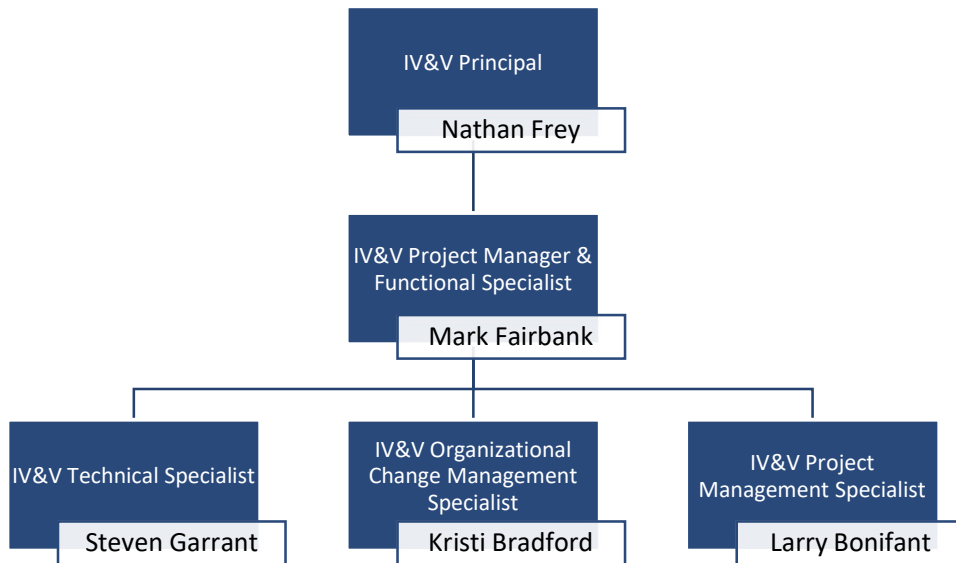 IV&V Principal
Nathan Frey
IV&V Project Manager &
Functional Specialist
Mark Fairbank
IV&V Technical Specialist
Steven Garrant
IV&V Organizational
Change Management
Specialist
Kristi Bradford
IV&V Project
Management Specialist
Larry Bonifant